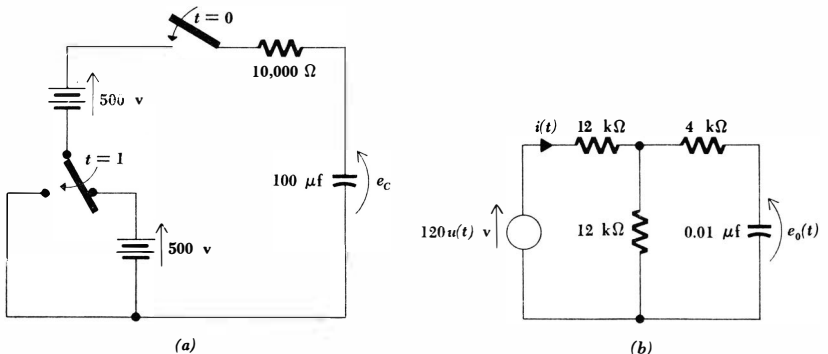 t = 0
10,000 Ω
500 v
t = 1
100 μf
e_C
500 v
(a)
i(t)
12 kΩ
4 kΩ
120u(t) v
12 kΩ
0.01 μf
e_0(t)
(b)